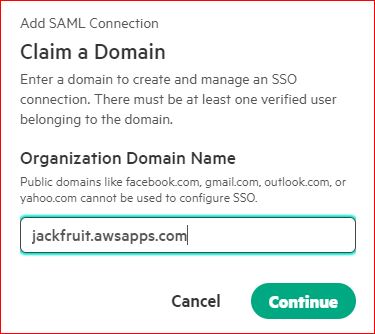 Add SAML Connection
Claim a Domain
Enter a domain to create and manage an SSO
connection. There must be at least one verified user
belonging to the domain.
Organization Domain Name
Public domains like facebook.com, gmail.com, outlook.com, or
yahoo.com cannot be used to configure SSO.
jackfruit.awsapps.com
Cancel Continue